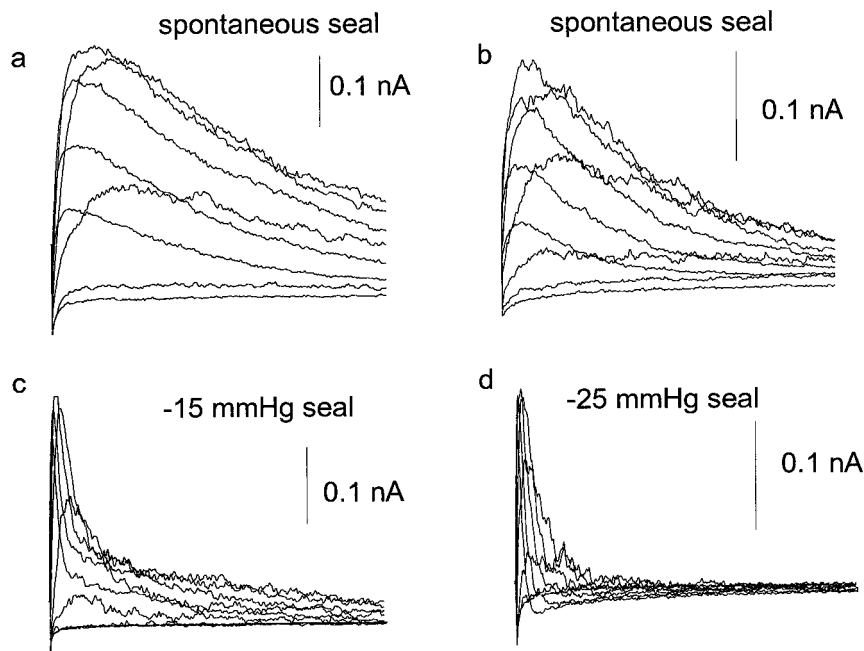 a
spontaneous seal
0.1 nA
b
spontaneous seal
0.1 nA
c
-15 mmHg seal
0.1 nA
d
-25 mmHg seal
0.1 nA